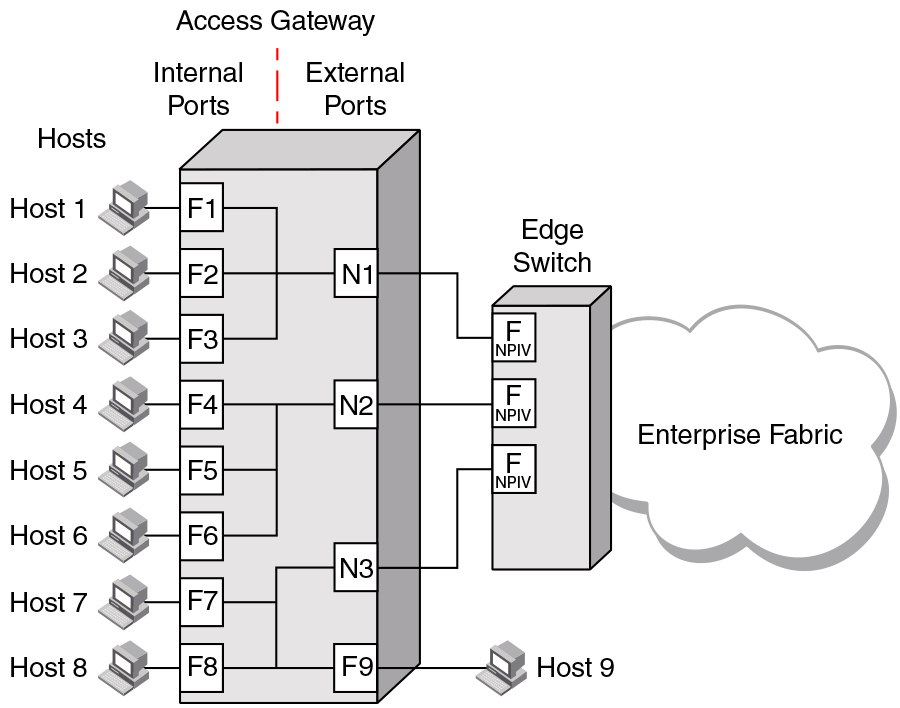 Access Gateway
Internal
Ports
External
Ports
Hosts
Host 1
F1
Host 2
F2
N1
Host 3
F3
Host 4
F4
N2
Host 5
F5
Host 6
F6
N3
Host 7
F7
Host 8
F8
F9
Host 9
Edge
Switch
F
NPIV
F
NPIV
F
NPIV
Enterprise Fabric